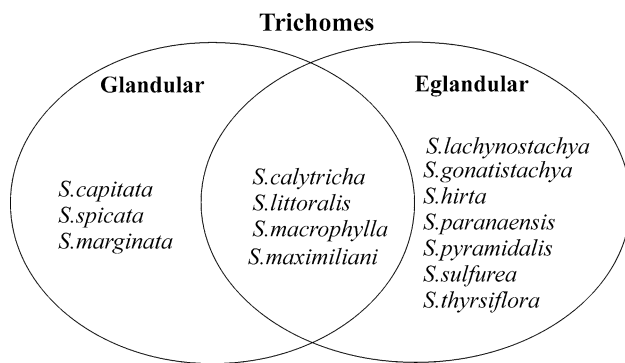 Trichomes
Glandular
Eglandular
S.capitata
S.spicata
S.marginata
S.calytricha
S.littoralis
S.macrophylla
S.maximiliani
S.lachynostachya
S.gonatistachya
S.hirta
S.paranaensis
S.pyramidalis
S.sulfurea
S.thyrsiflora